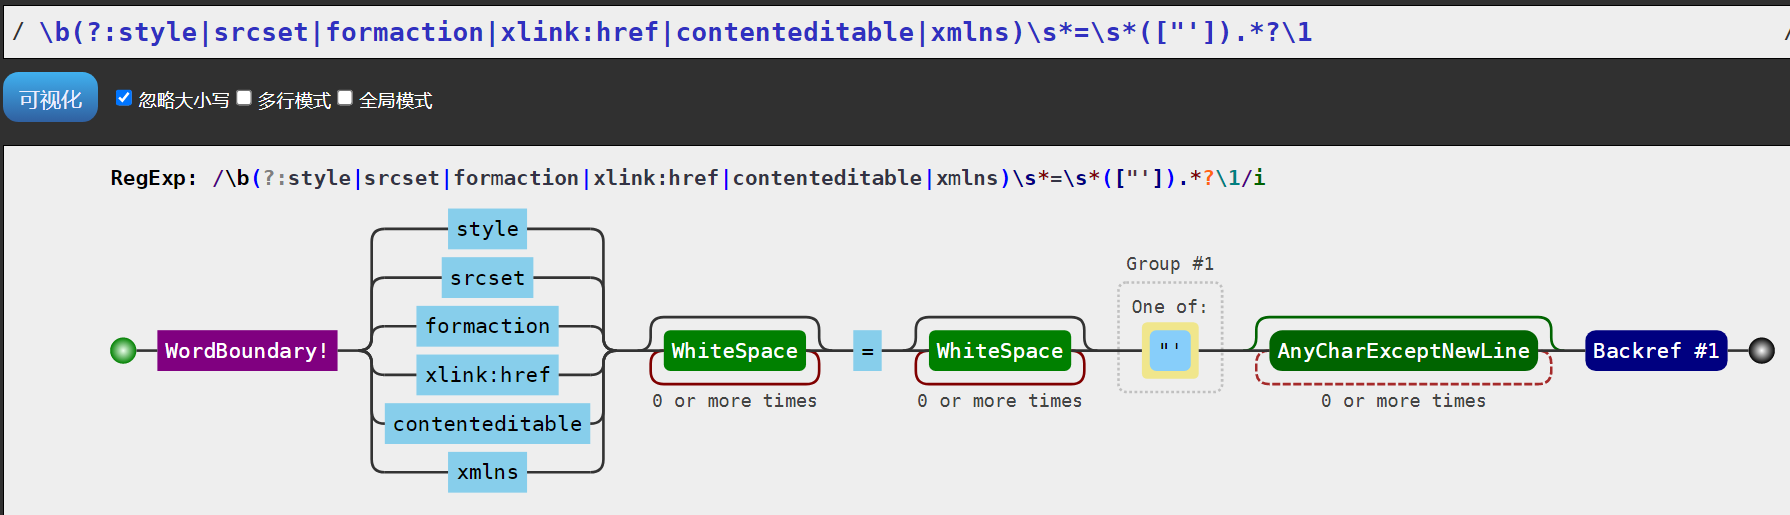 / \b(?:style|srcset|formaction|xlink:href|contenteditable|xmlns)\s*=\s*(["']).*?\1 /
可视化 忽略大小写 多行模式 全局模式
RegExp: /\b(?:style|srcset|formaction|xlink:href|contenteditable|xmlns)\s*=\s*(["']).*?\1/i
style
srcset
Group #1
One of:
formaction
WordBoundary! WhiteSpace = WhiteSpace "' AnyCharExceptNewLine Backref #1
xlink:href
0 or more times 0 or more times 0 or more times
contenteditable
xmlns